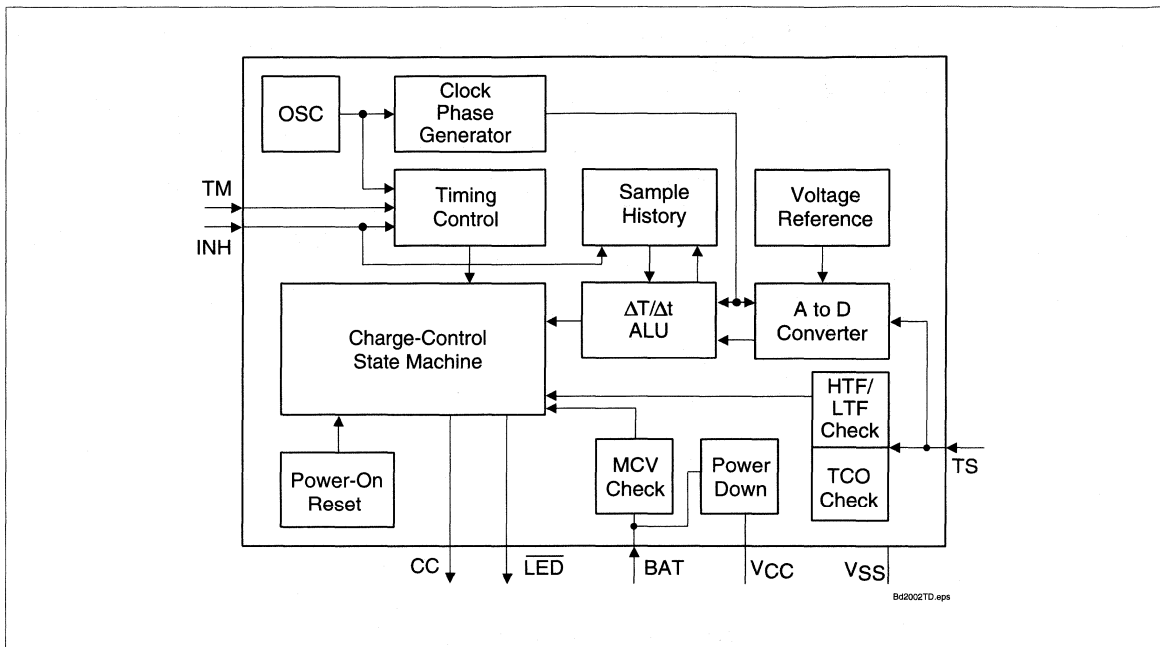 OSC
Clock
Phase
Generator
TM
INH
Timing
Control
Sample
History
Voltage
Reference
Charge-Control
State Machine
ΔT/Δt
ALU
A to D
Converter
HTF/
LTF
Check
TCO
Check
TS
Power-On
Reset
MCV
Check
Power
Down
CC
LED
BAT
VCC
VSS
Bd2002TD.eps